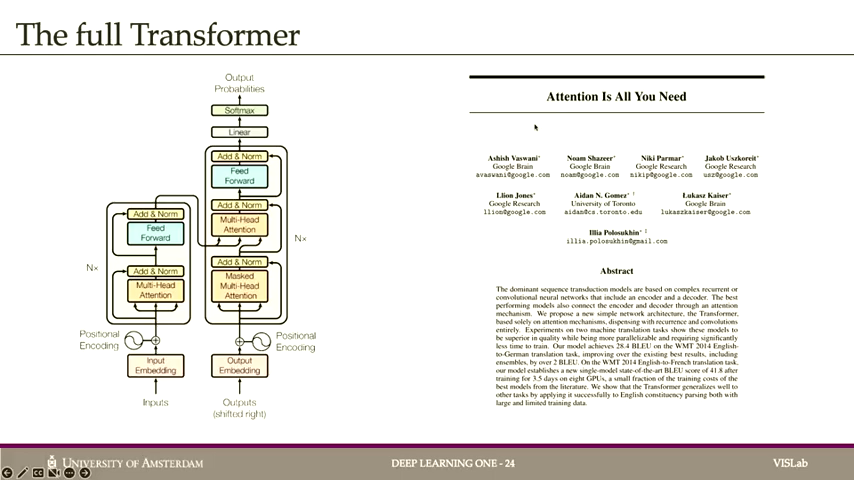 The full Transformer
Output
Probabilities
Softmax
Linear
Add & Norm
Feed
Forward
Add & Norm
Multi-Head
Attention
Add & Norm
Masked
Multi-Head
Attention
Nx
Add & Norm
Feed
Forward
Nx
Add & Norm
Multi-Head
Attention
Positional
Encoding
Positional
Encoding
Input
Embedding
Output
Embedding
Inputs
Outputs
(shifted right)
Attention Is All You Need
Ashish Vaswani* Noam Shazeer* Niki Parmar* Jakob Uszkoreit*
Google Brain Google Brain Google Research Google Research
avaswani@google.com noam@google.com nikip@google.com usz@google.com
Llion Jones* Aidan N. Gomez* † Łukasz Kaiser*
Google Research University of Toronto Google Brain
llion@google.com aidan@cs.toronto.edu lukaszkaiser@google.com
Illia Polosukhin* ‡
illia.polosukhin@gmail.com
Abstract
The dominant sequence transduction models are based on complex recurrent or
convolutional neural networks that include an encoder and a decoder. The best
performing models also connect the encoder and decoder through an attention
mechanism. We propose a new simple network architecture, the Transformer,
based solely on attention mechanisms, dispensing with recurrence and convolutions
entirely. Experiments on two machine translation tasks show these models to
be superior in quality while being more parallelizable and requiring significantly
less time to train. Our model achieves 28.4 BLEU on the WMT 2014 English-
to-German translation task, improving over the existing best results, including
ensembles, by over 2 BLEU. On the WMT 2014 English-to-French translation task,
our model establishes a new single-model state-of-the-art BLEU score of 41.8 after
training for 3.5 days on eight GPUs, a small fraction of the training costs of the
best models from the literature. We show that the Transformer generalizes well to
other tasks by applying it successfully to English constituency parsing both with
large and limited training data.
UNIVERSITY OF AMSTERDAM
DEEP LEARNING ONE - 24
VISLab